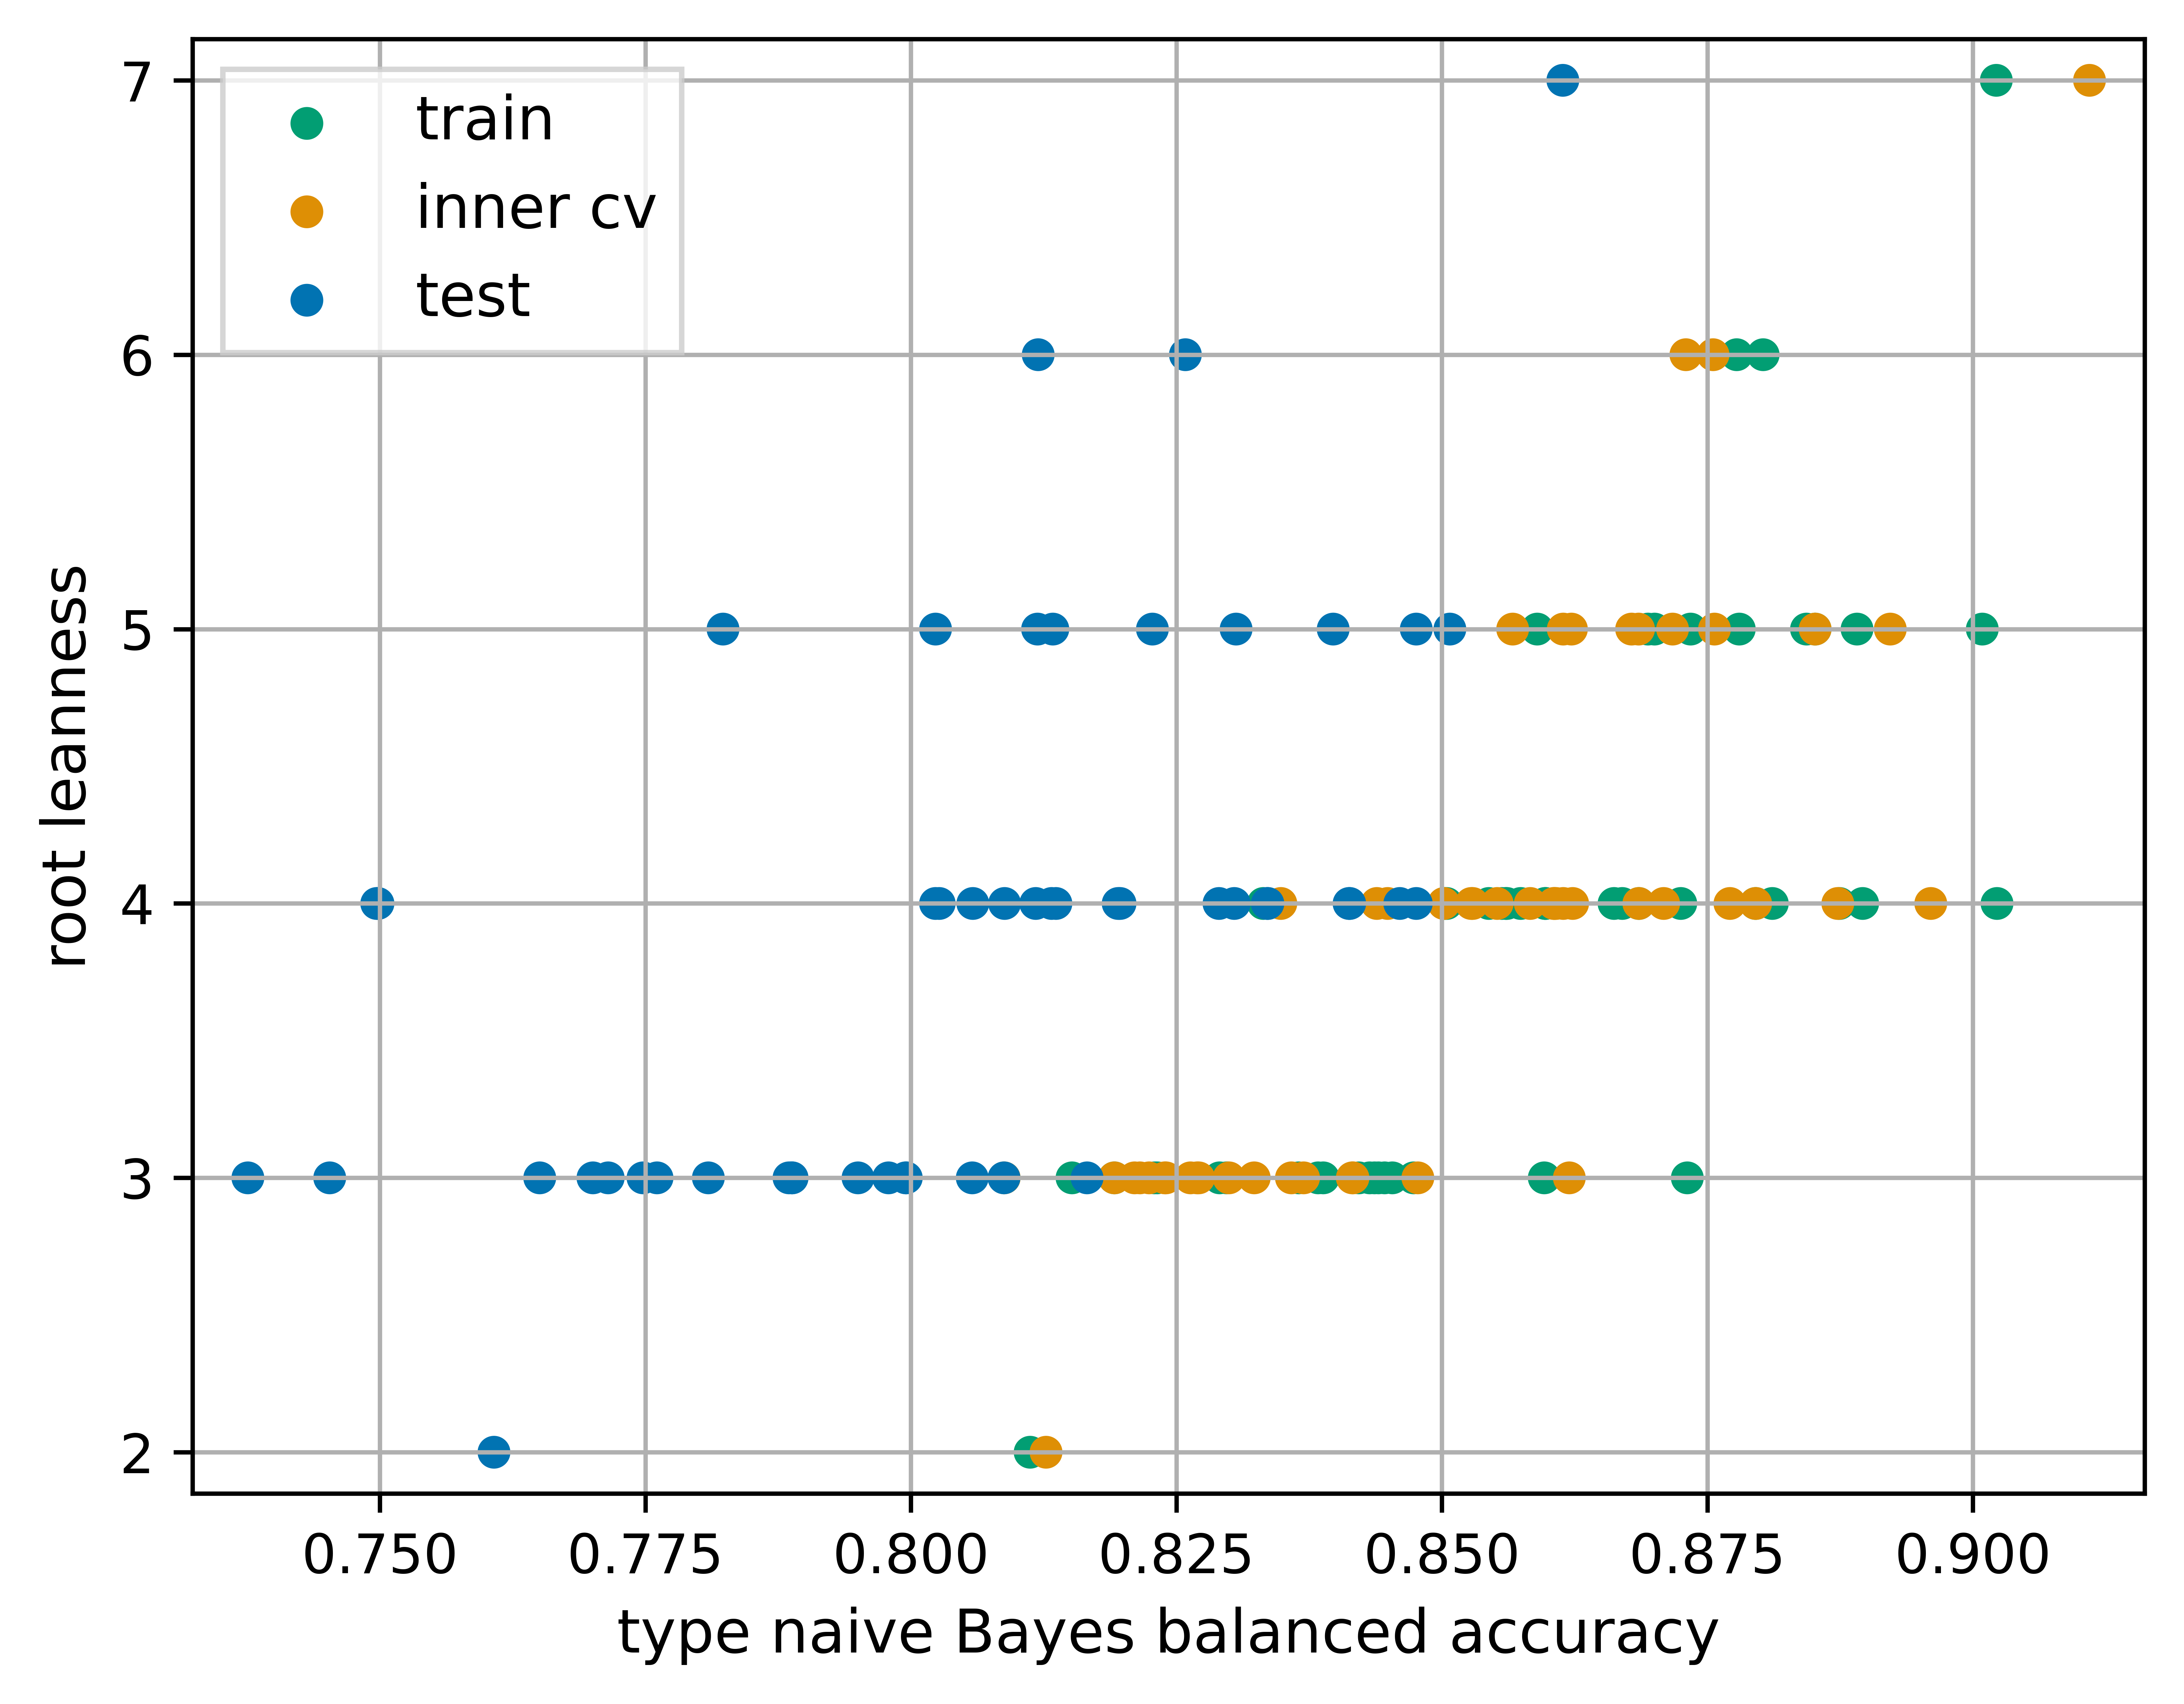 train
inner cv
test
7
6
5
4
3
2
root leanness
0.750 0.775 0.800 0.825 0.850 0.875 0.900
type naive Bayes balanced accuracy